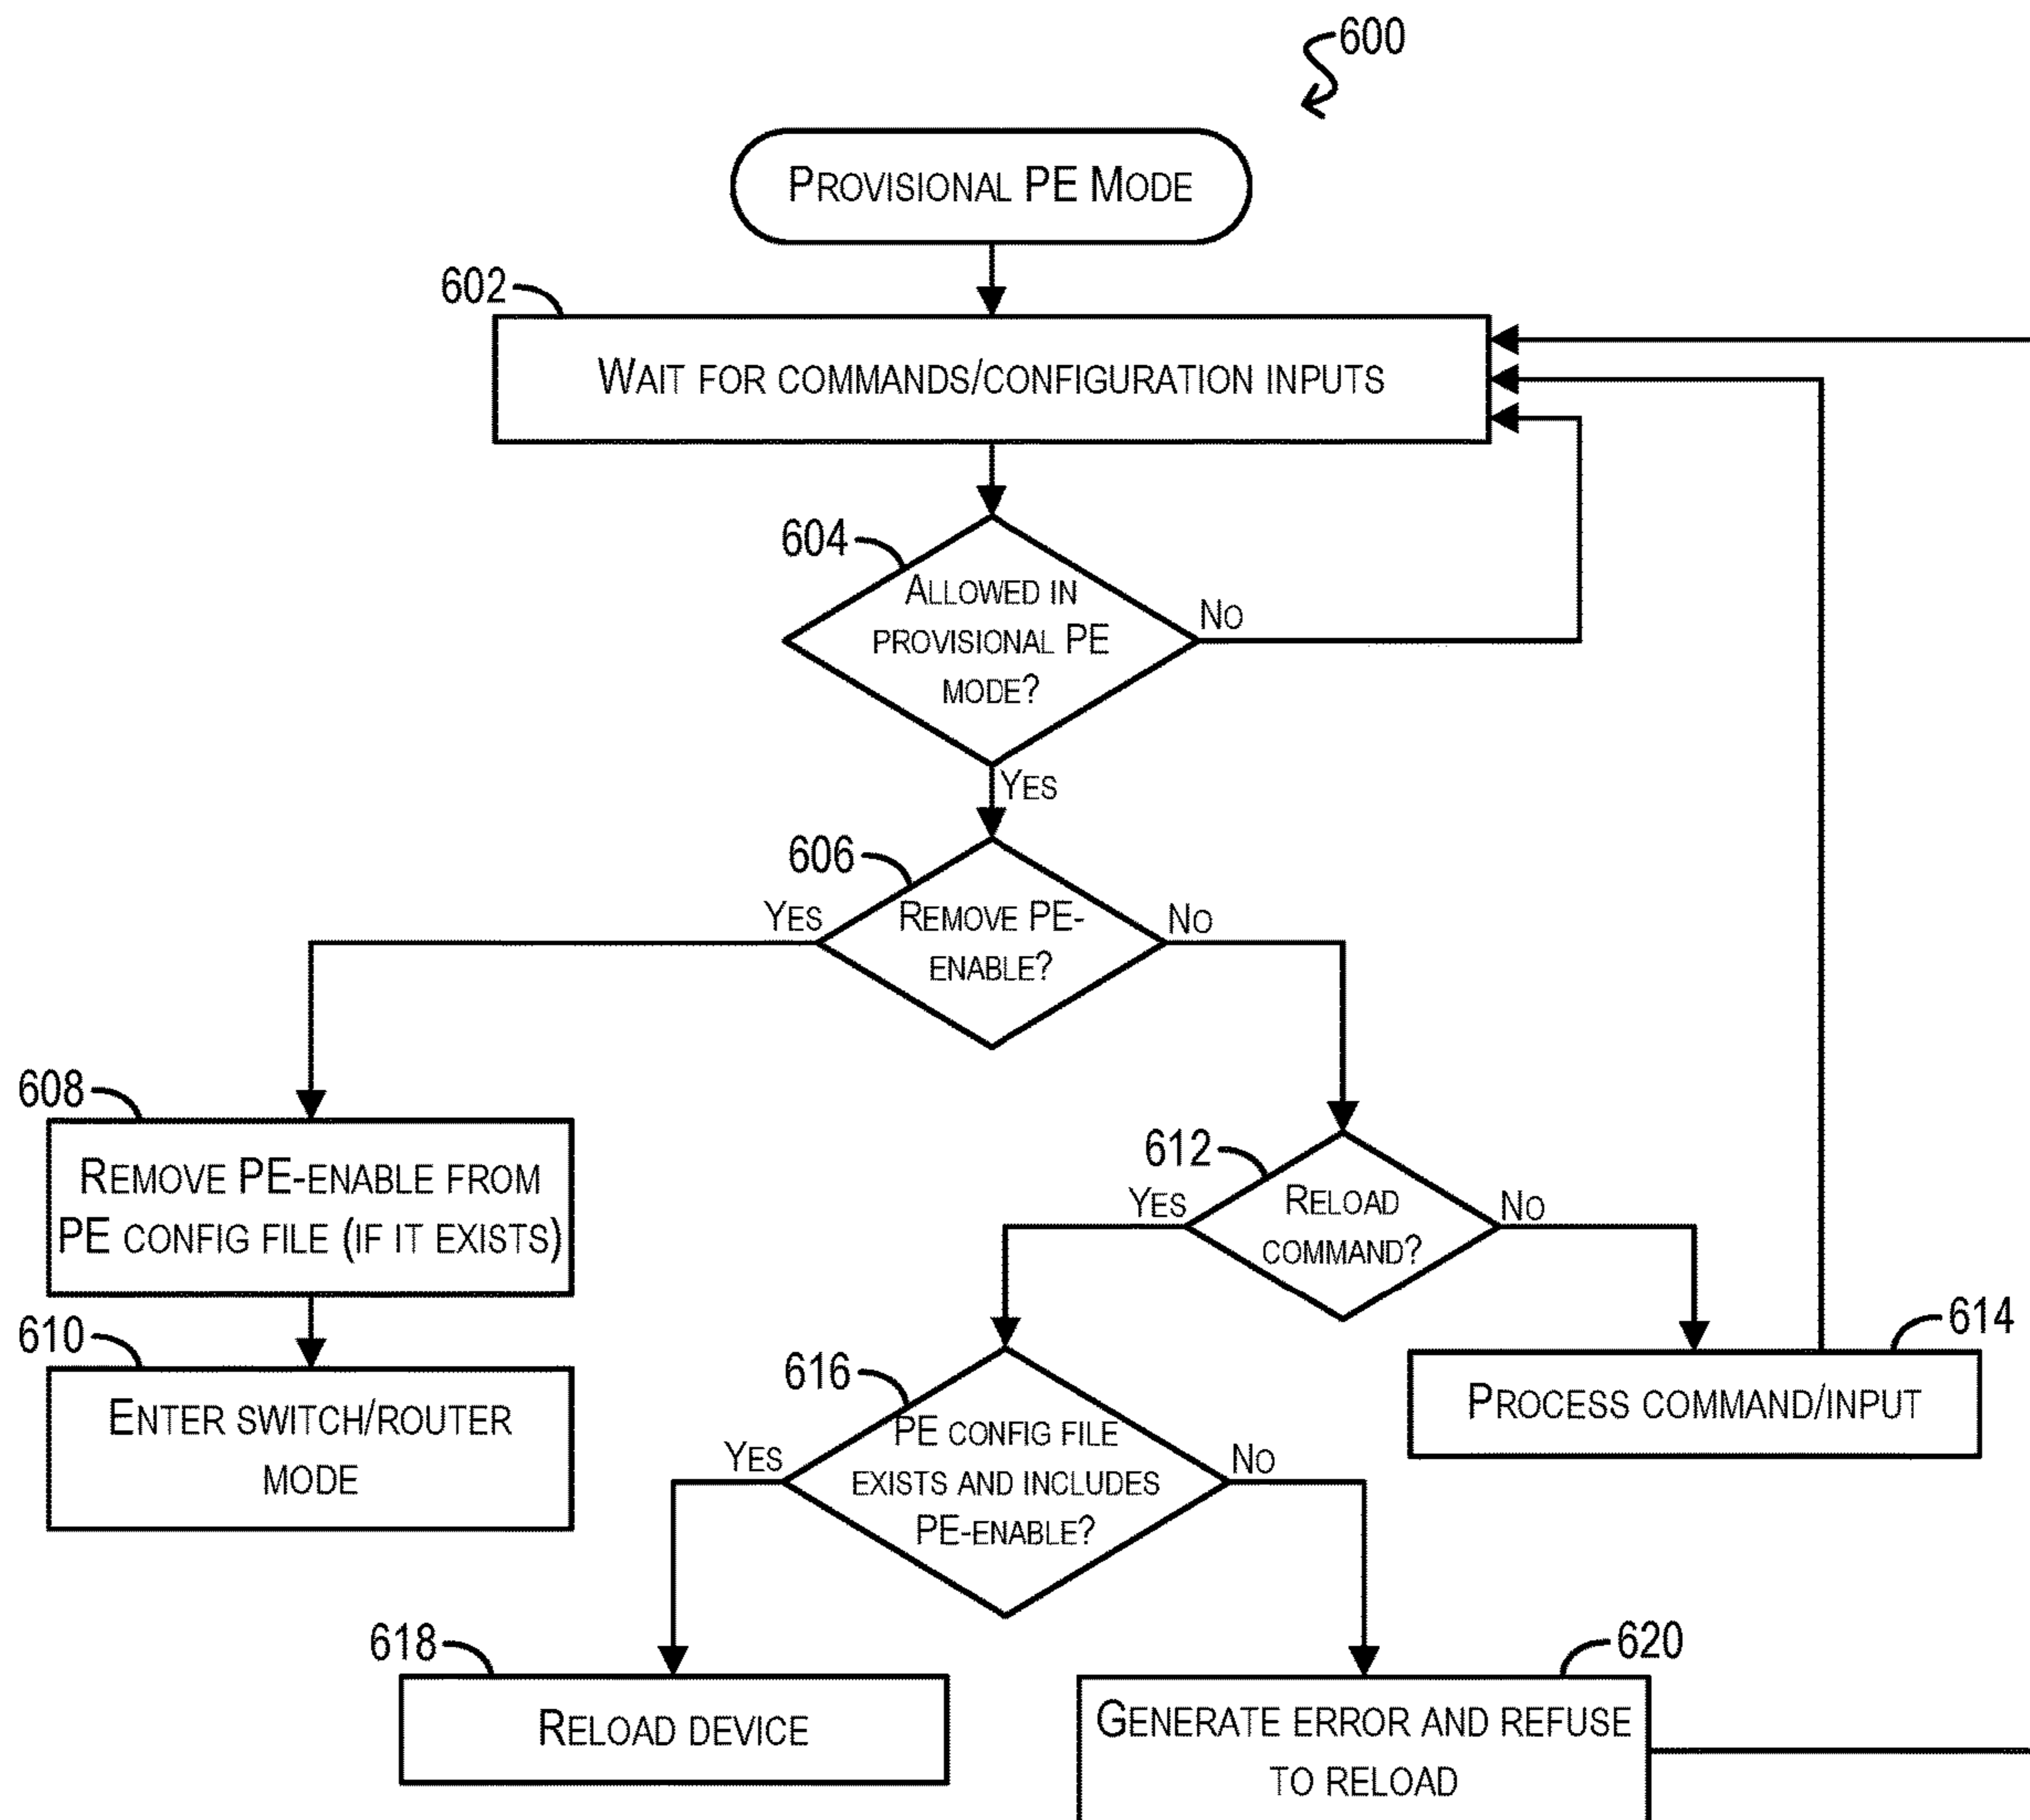 600
PROVISIONAL PE MODE
602
WAIT FOR COMMANDS/CONFIGURATION INPUTS
604
ALLOWED IN
PROVISIONAL PE
MODE?
NO
YES
606
REMOVE PE-
ENABLE?
YES
NO
608
REMOVE PE-ENABLE FROM
PE CONFIG FILE (IF IT EXISTS)
610
ENTER SWITCH/ROUTER
MODE
612
RELOAD
COMMAND?
YES
NO
614
PROCESS COMMAND/INPUT
616
PE CONFIG FILE
EXISTS AND INCLUDES
PE-ENABLE?
YES
NO
618
RELOAD DEVICE
620
GENERATE ERROR AND REFUSE
TO RELOAD